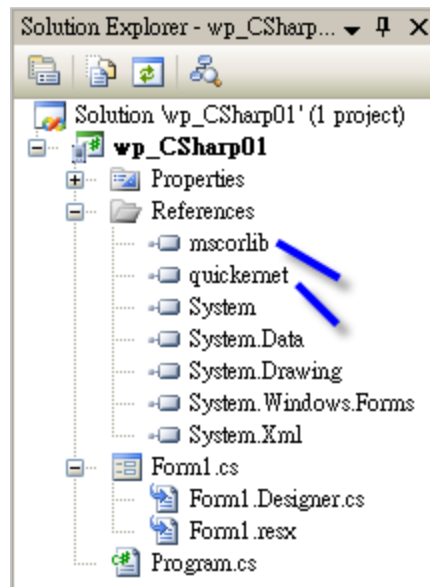 Solution Explorer - wp_CSharp...
Solution 'wp_CSharp01' (1 project)
wp_CSharp01
Properties
References
mscorlib
quickernet
System
System.Data
System.Drawing
System.Windows.Forms
System.Xml
Form1.cs
Form1.Designer.cs
Form1.resx
Program.cs